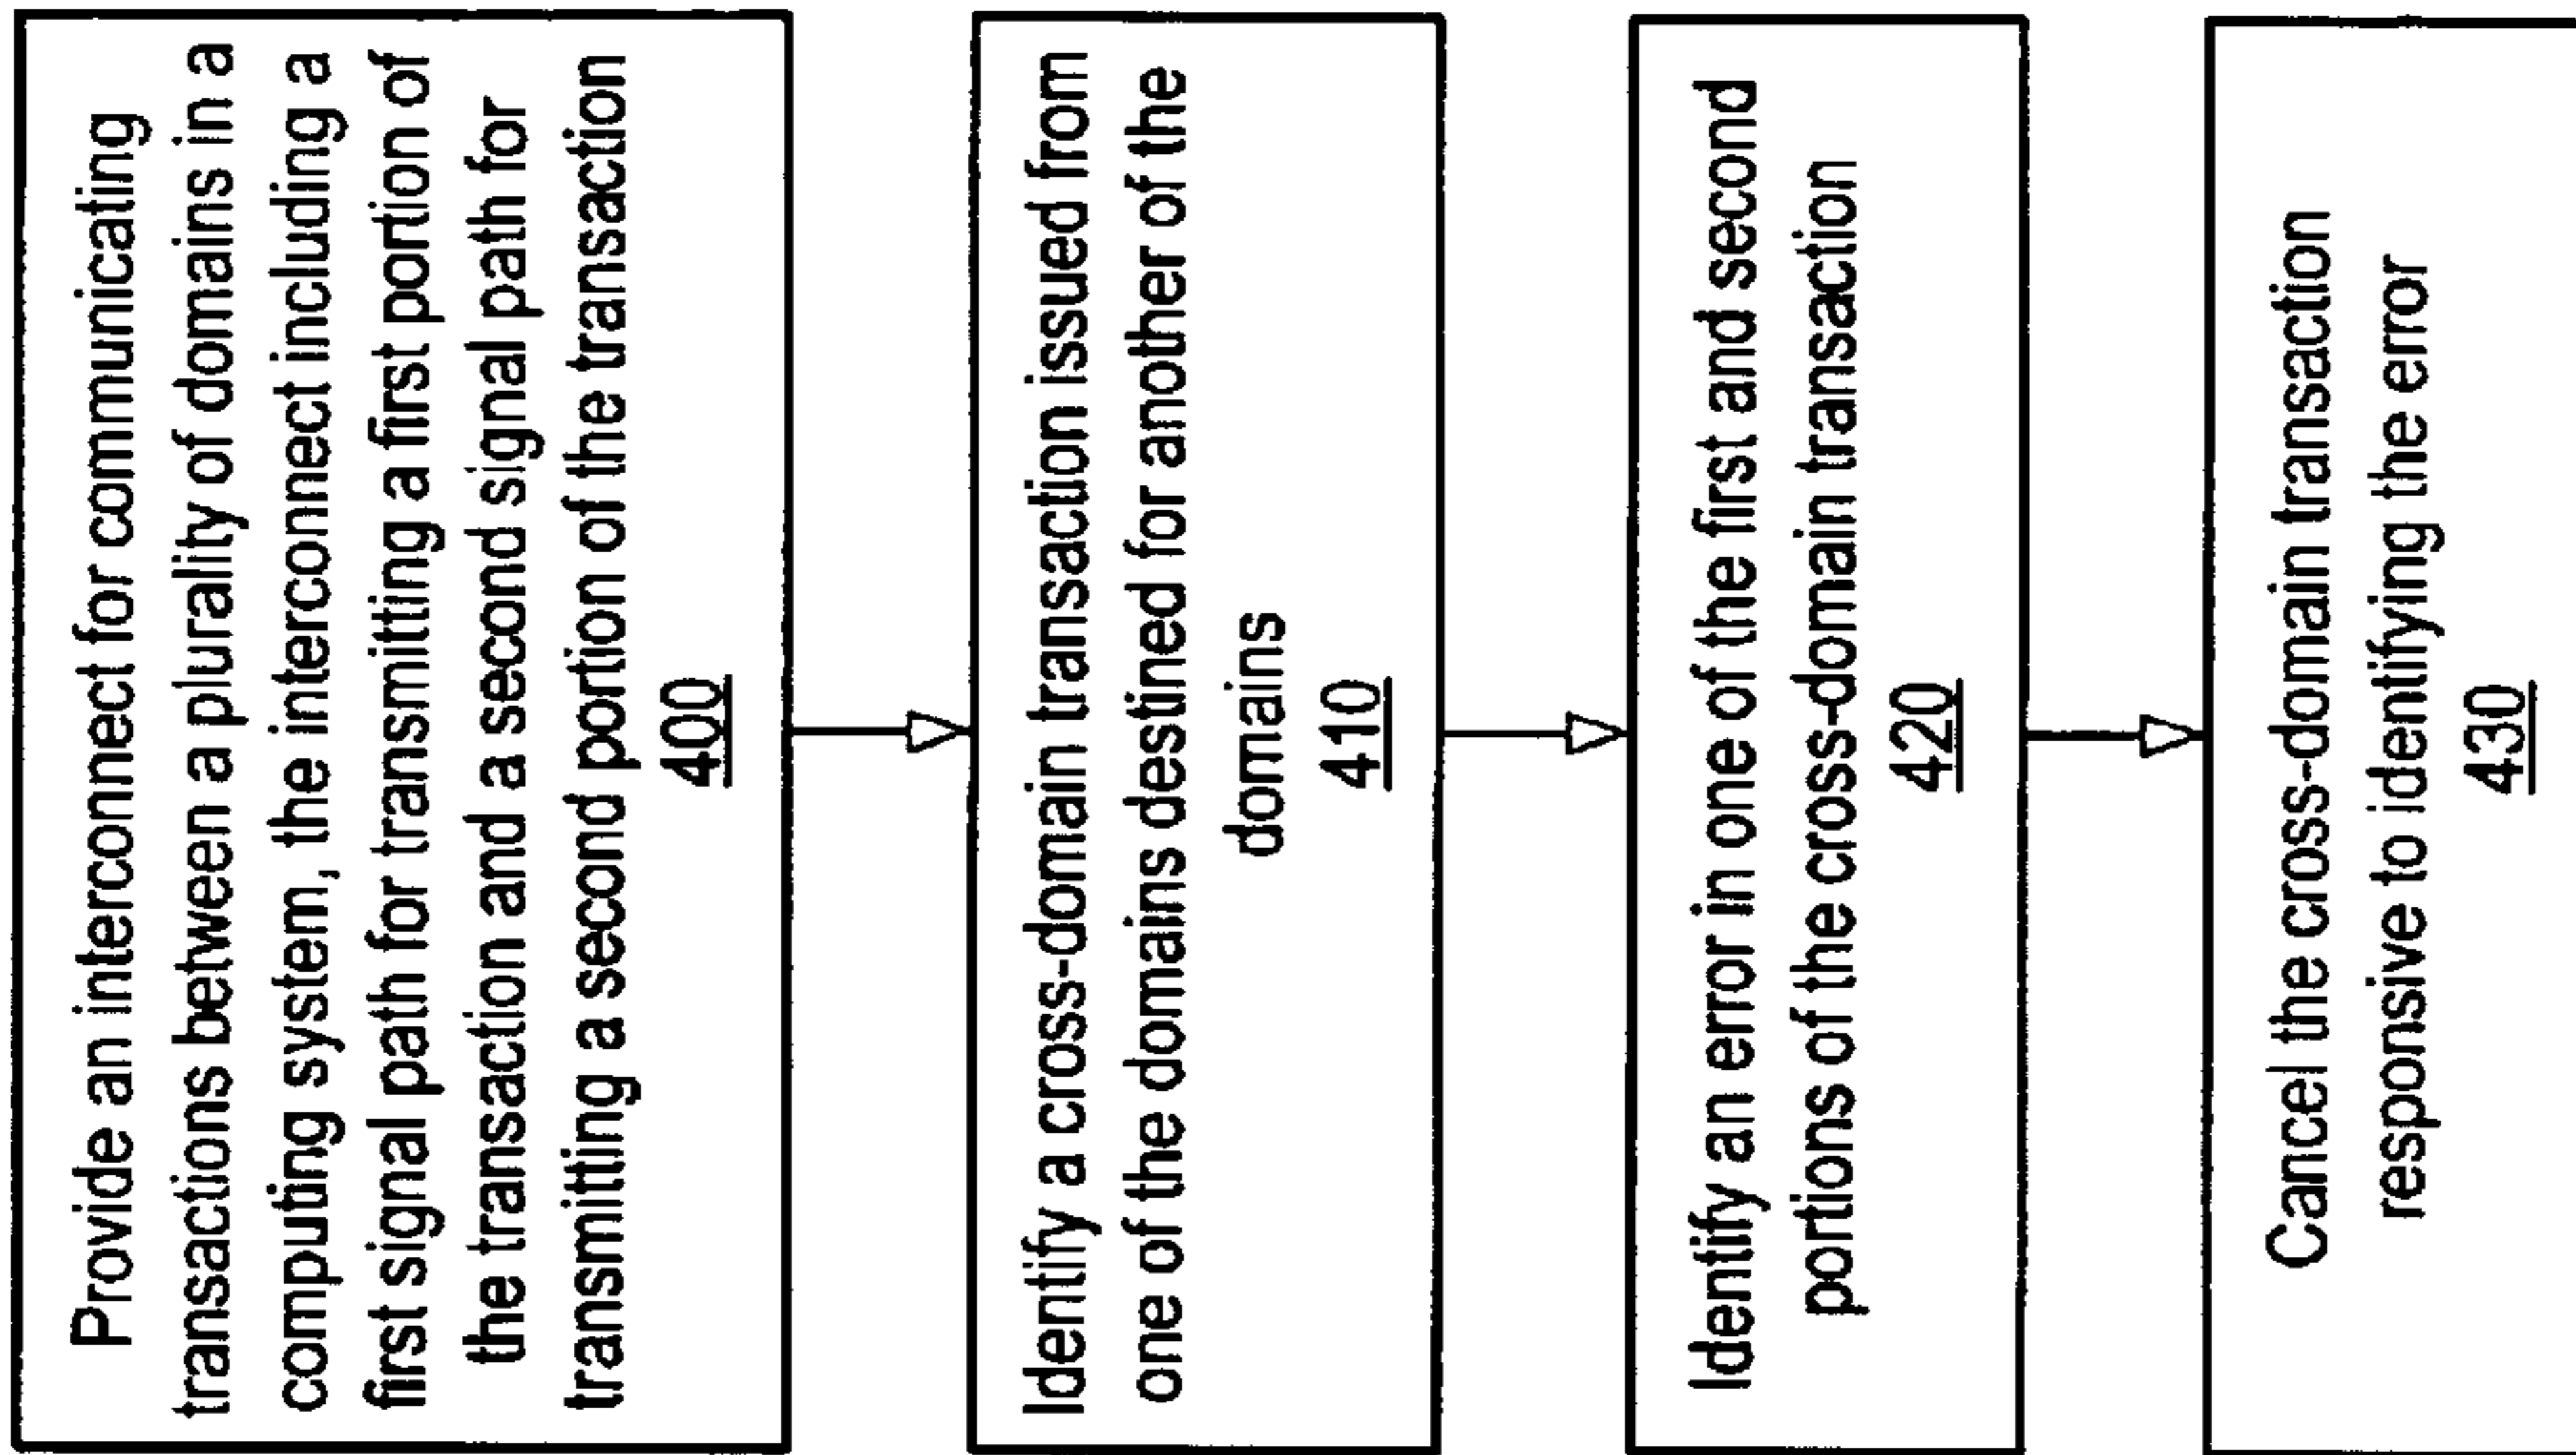 Provide an interconnect for communicating
transactions between a plurality of domains in a
computing system, the interconnect including a
first signal path for transmitting a first portion of
the transaction and a second signal path for
transmitting a second portion of the transaction
400
Identify a cross-domain transaction issued from
one of the domains destined for another of the
domains
410
Identify an error in one of the first and second
portions of the cross-domain transaction
420
Cancel the cross-domain transaction
responsive to identifying the error
430